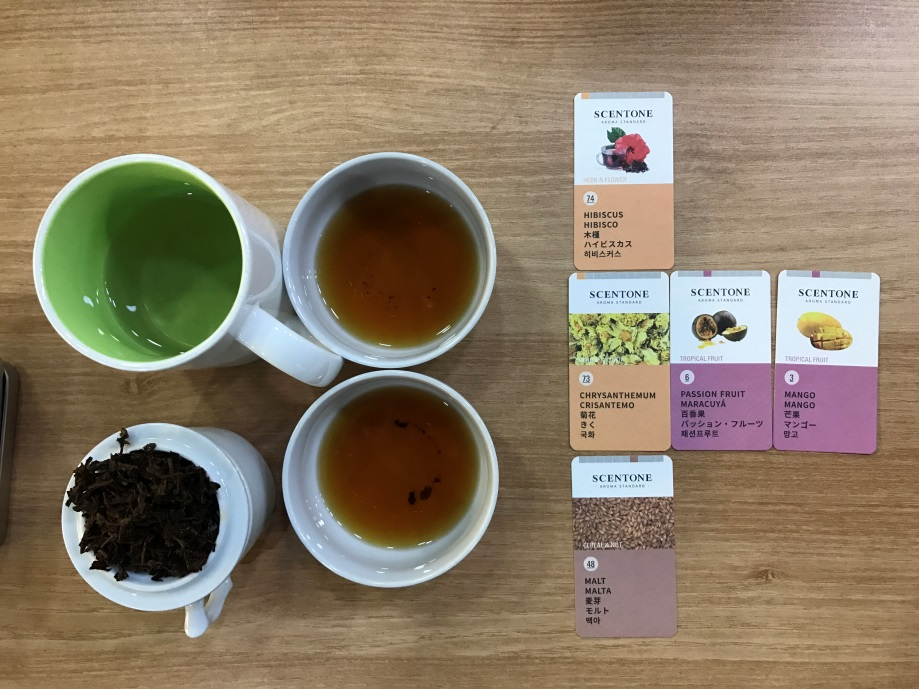 SCENTONE
AROMA STANDARD
HERB & FLOWER
74
HIBISCUS
HIBISCO
木槿
ハイビスカス
히비스커스
SCENTONE
AROMA STANDARD
73
CHRYSANTHEMUM
CRISANTEMO
菊花
きく
국화
SCENTONE
AROMA STANDARD
TROPICAL FRUIT
6
PASSION FRUIT
MARACUYÁ
百香果
パッション・フルーツ
패션프루트
SCENTONE
AROMA STANDARD
TROPICAL FRUIT
3
MANGO
MANGO
芒果
マンゴー
망고
SCENTONE
AROMA STANDARD
CEREAL & NUT
48
MALT
MALTA
麦芽
モルト
맥아